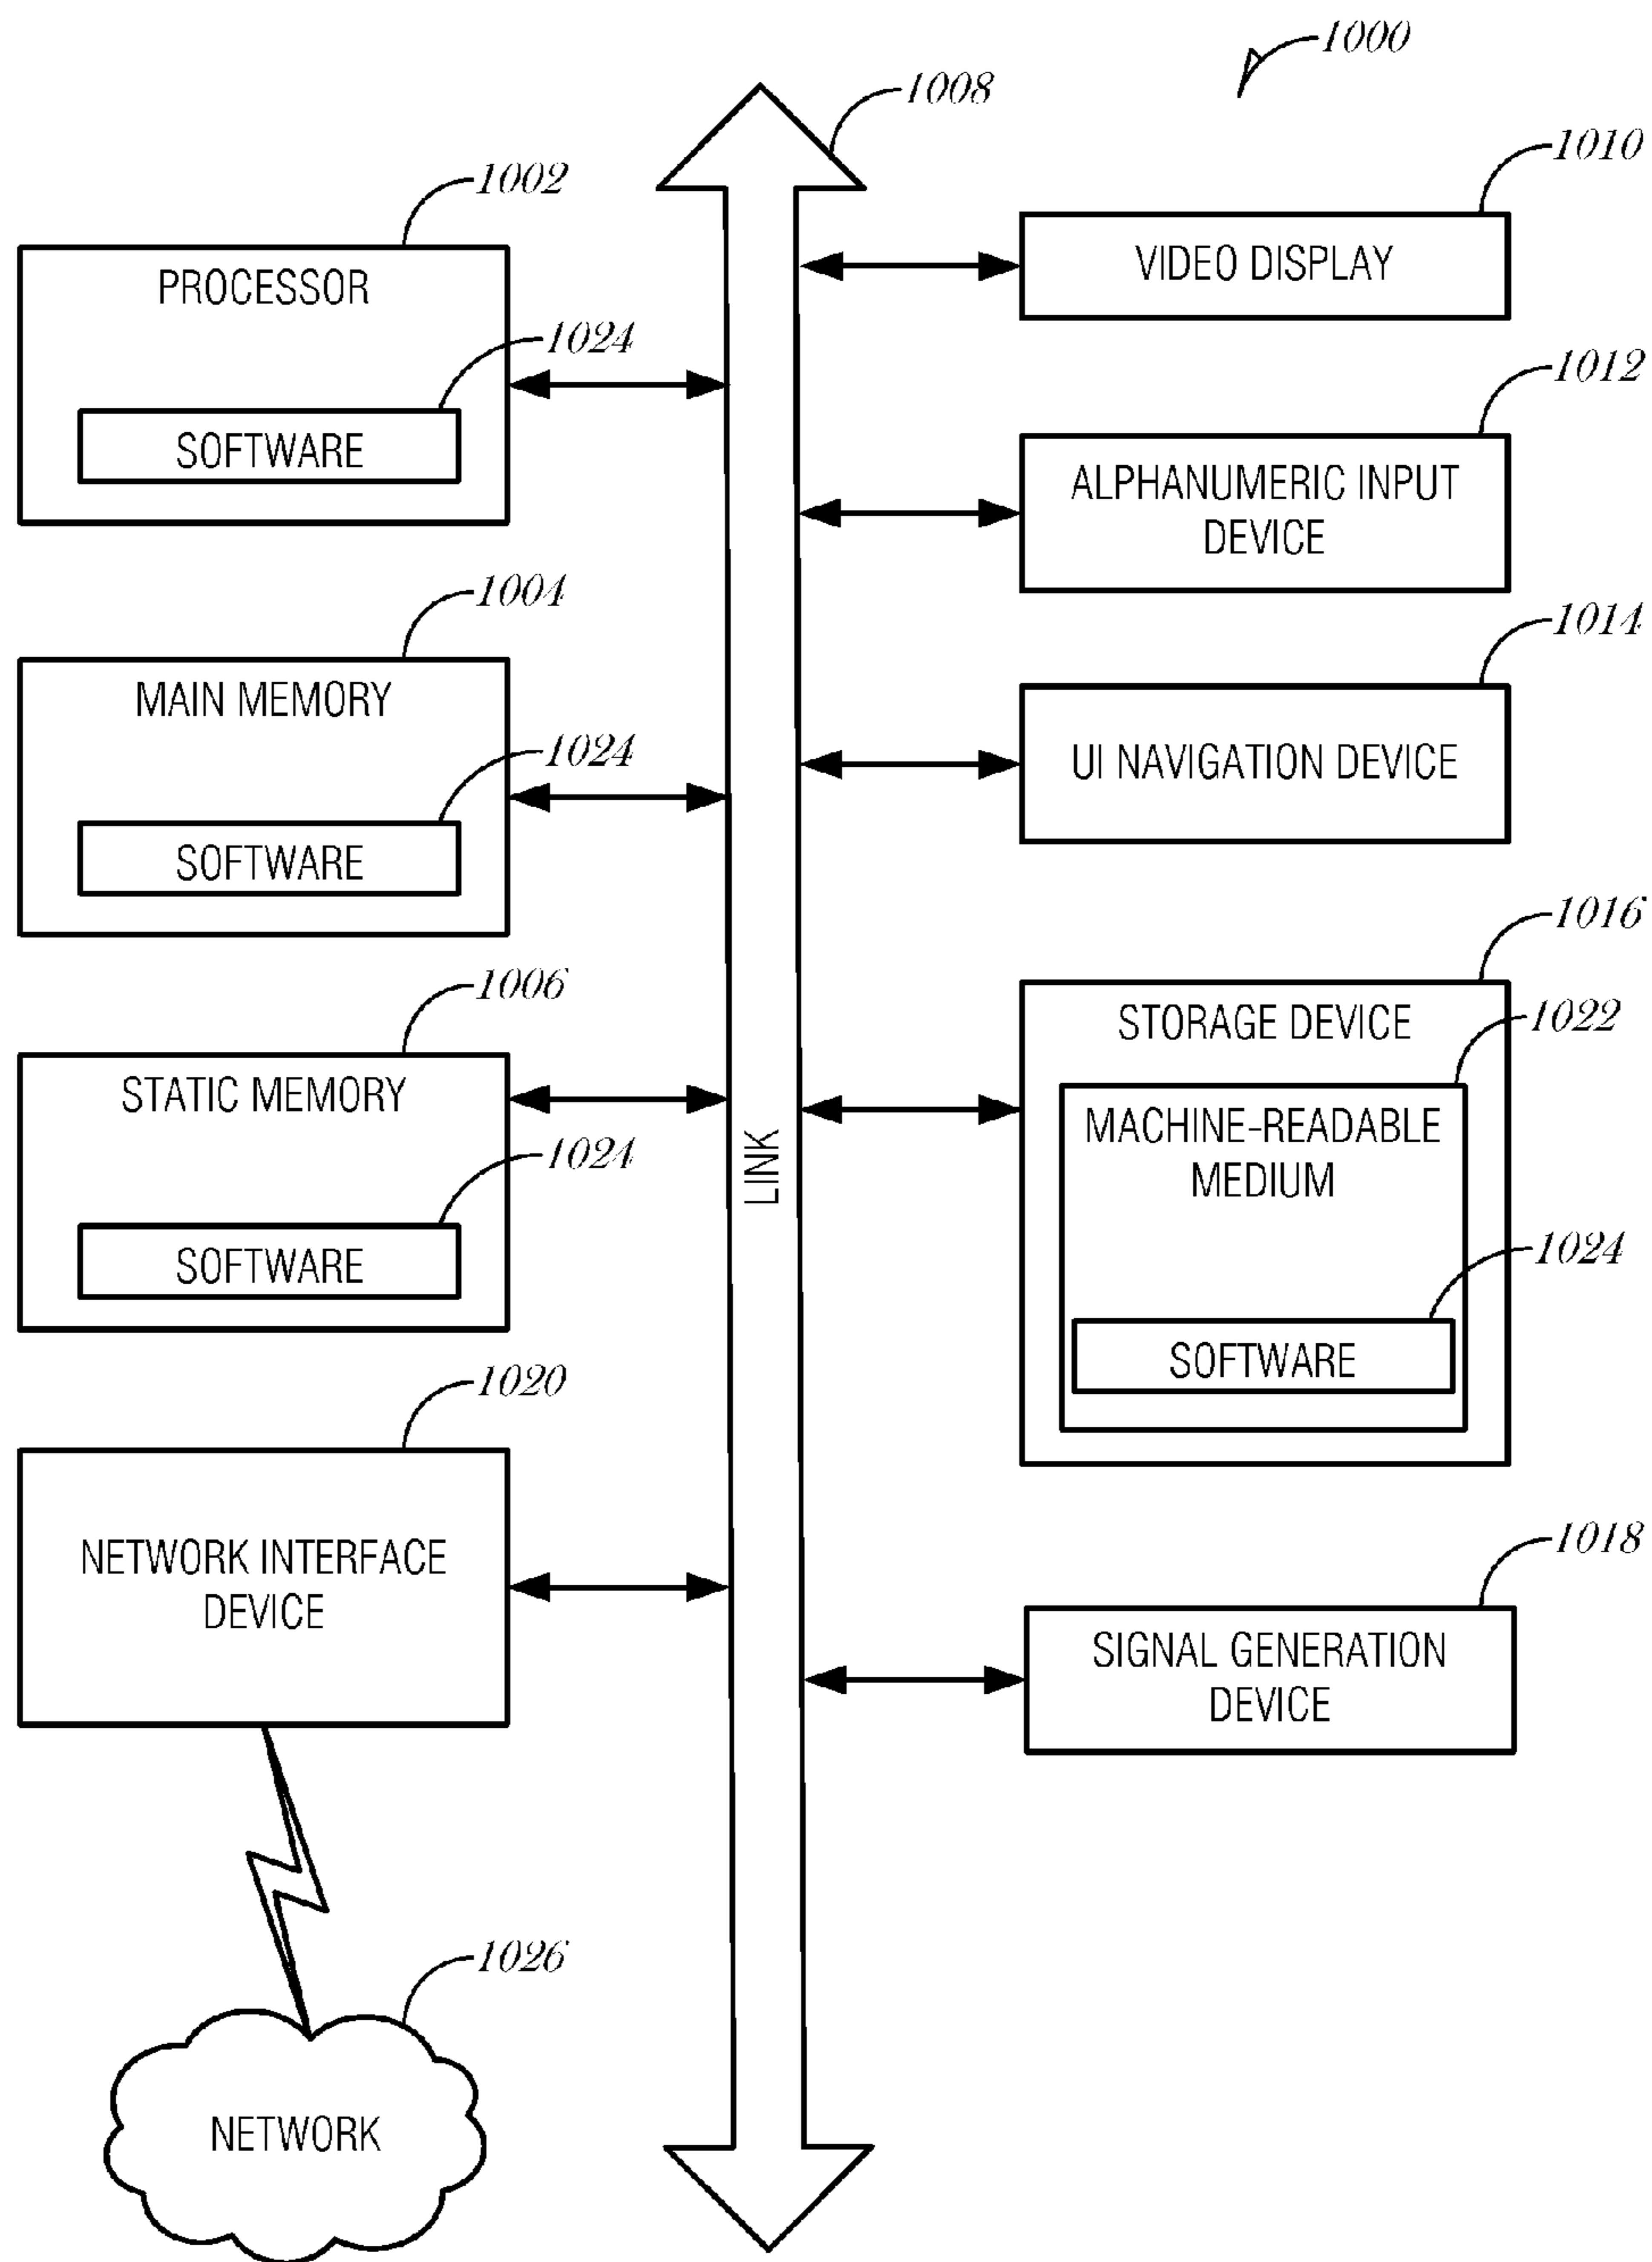 1000
1008
1010
1002
VIDEO DISPLAY
PROCESSOR
1024
SOFTWARE
1012
ALPHANUMERIC INPUT
DEVICE
1004
1014
MAIN MEMORY
1024
SOFTWARE
UI NAVIGATION DEVICE
1016
1006
STORAGE DEVICE
1022
STATIC MEMORY
MACHINE-READABLE
MEDIUM
1024
LINK
SOFTWARE
1024
SOFTWARE
1020
NETWORK INTERFACE
DEVICE
1018
SIGNAL GENERATION
DEVICE
1026
NETWORK